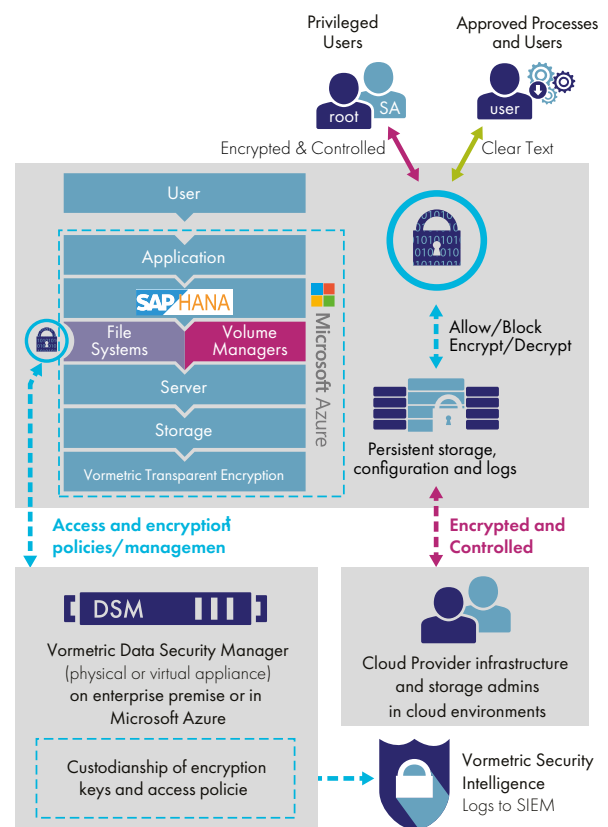 Privileged
Users
Approved Processes
and Users
root
SA
user
Encrypted & Controlled
Clear Text
User
Application
SAP HANA
File
Systems
Volume
Managers
Server
Storage
Vormetric Transparent Encryption
Microsoft Azure
010101010
Allow/Block
Encrypt/Decrypt
Persistent storage,
configuration and logs
Access and encryption
policies/managemen
t
Encrypted and
Controlled
DSM
Vormetric Data Security Manager
(physical or virtual appliance)
on enterprise premise or in
Microsoft Azure
Custodianship of encryption
keys and access policie
Cloud Provider infrastructure
and storage admins
in cloud environments
Vormetric Security
Intelligence
Logs to SIEM